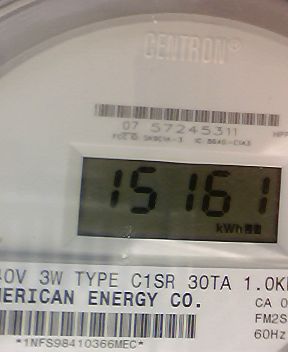 CENTRON®
07 57245311
15161
kWh
40V 3W TYPE C1SR 30TA 1.0K
MERICAN ENERGY CO.
CA 0
FM2S
60Hz
*1NFS98410366MEC*